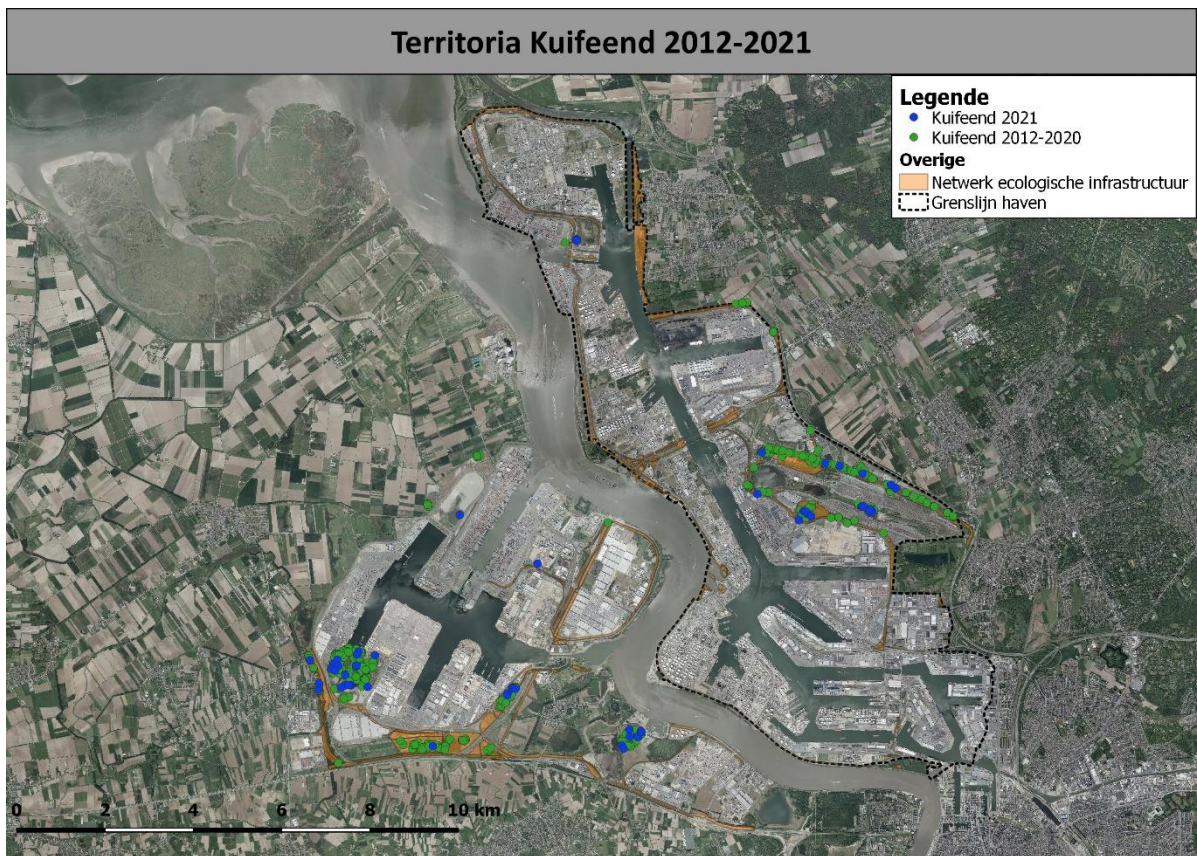 Territoria Kuifeend 2012-2021
Legende
Kuifeend 2021
Kuifeend 2012-2020
Overige
Netwerk ecologische infrastructuur
Grenslijn haven
0 2 4 6 8 10 km